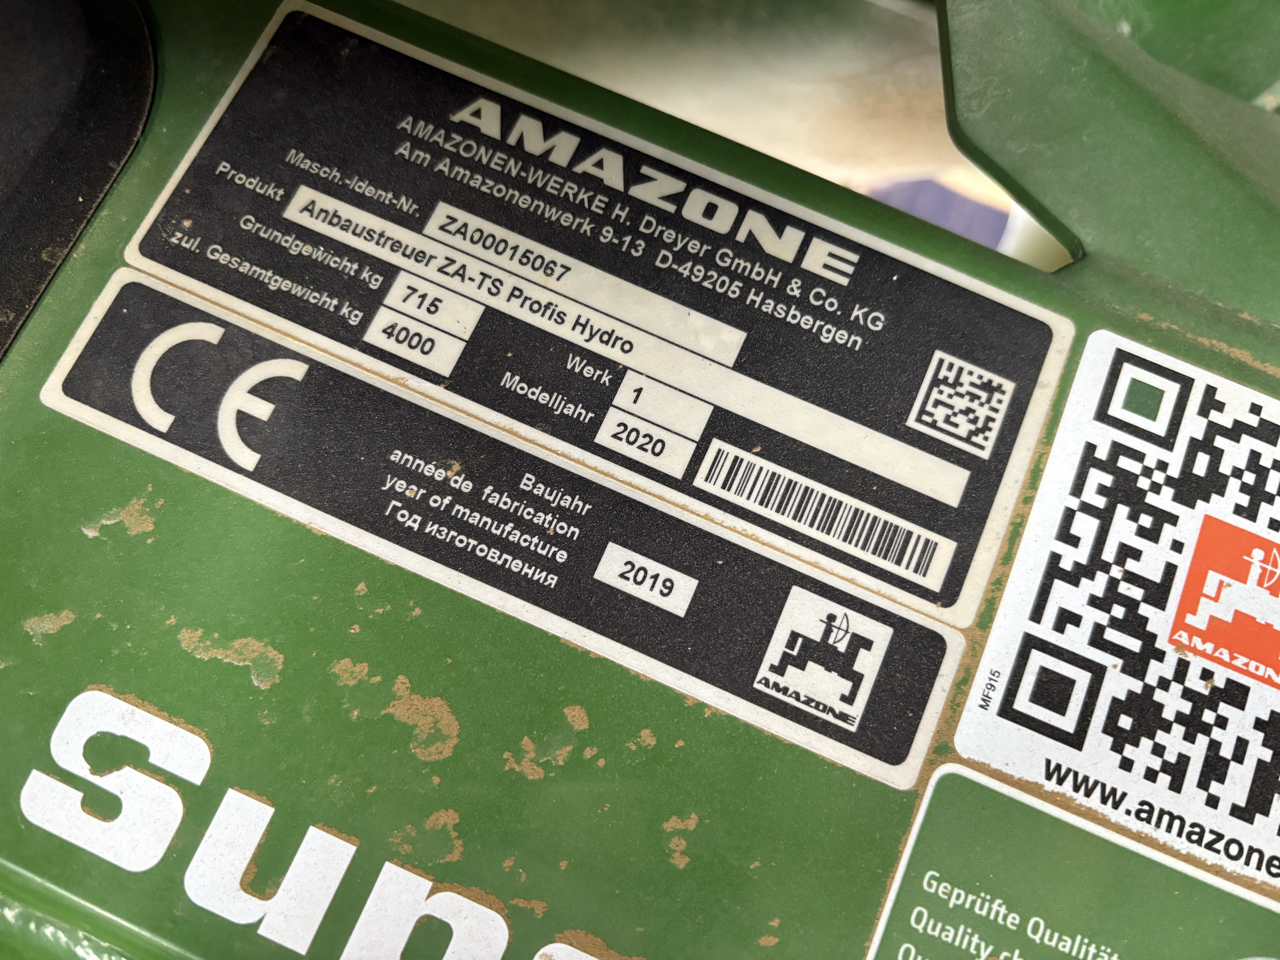 AMAZONE
AMAZONEN-WERKE H. Dreyer GmbH & Co. KG
Am Amazonenwerk 9-13 D-49205 Hasbergen
Masch.-Ident-Nr. ZA00015067
Produkt Anbaustreuer ZA-TS Profis Hydro
Grundgewicht kg 715 Werk 1
zul. Gesamtgewicht kg 4000 Modelljahr 2020
CE
Baujahr
année de fabrication
year of manufacture
Год изготовления
2019
AMAZONE
AMAZON
MF915
www.amazone
Geprüfte Qualität
Quality
Sup